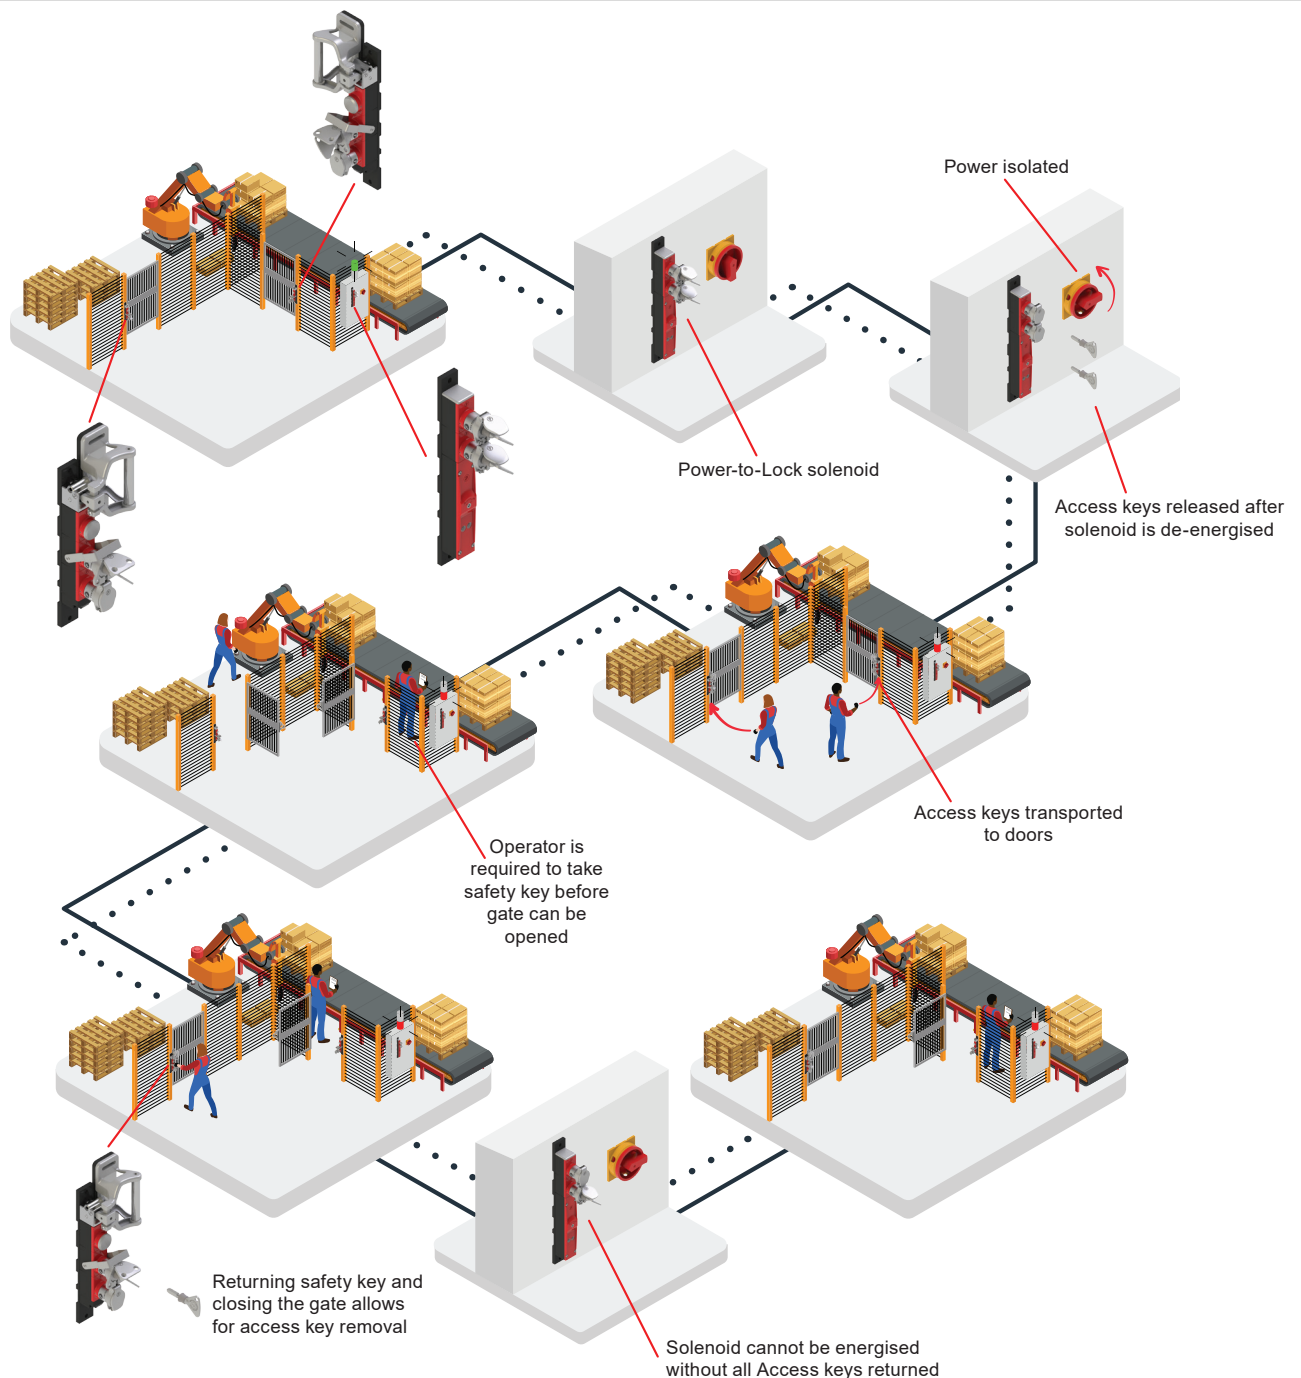 Power isolated
Power-to-Lock solenoid
Access keys released after
solenoid is de-energised
Access keys transported
to doors
Operator is
required to take
safety key before
gate can be
opened
Returning safety key and
closing the gate allows
for access key removal
Solenoid cannot be energised
without all Access keys returned